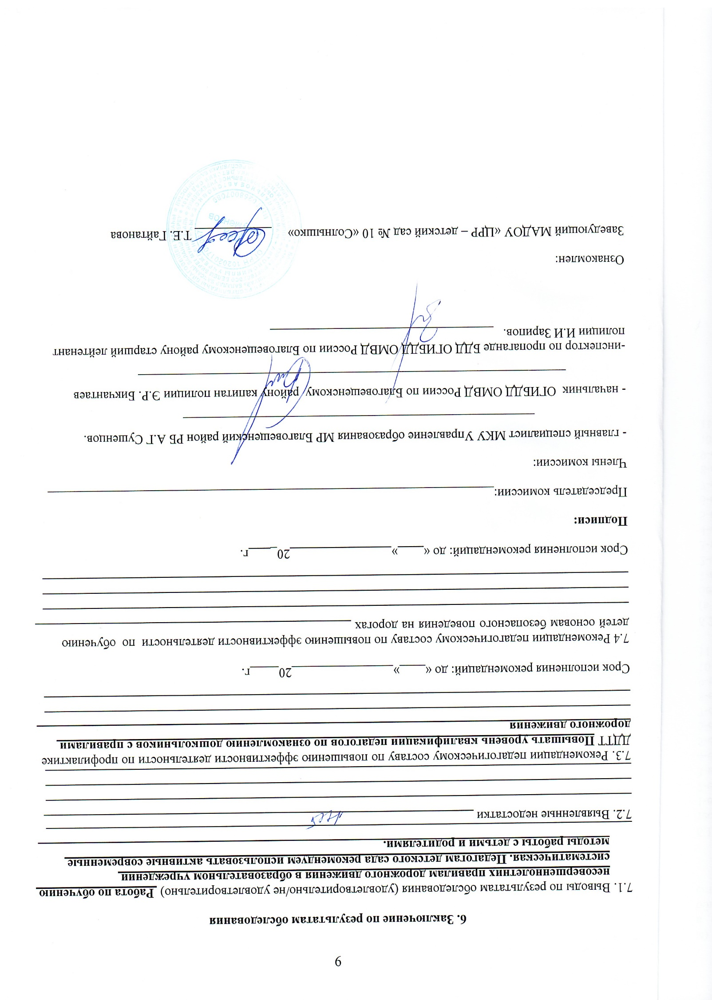 6
6. Заключение по результатам обследования
7.1. Выводы по результатам обследования (удовлетворительно/не удовлетворительно) Работа по обучению
несовершеннолетних правилам дорожного движения в образовательном учреждении
систематическая. Педагогам детского сада рекомендуем использовать активные современные
методы работы с детьми и родителями.
7.2. Выявленные недостатки нет
7.3. Рекомендации педагогическому составу по повышению эффективности деятельности по профилактике
ДДТТ Повышать уровень квалификации педагогов по ознакомлению дошкольников с правилами
дорожного движения
Срок исполнения рекомендаций: до «____»________________20____г.
7.4 Рекомендации педагогическому составу по повышению эффективности деятельности по обучению
детей основам безопасного поведения на дорогах
Срок исполнения рекомендаций: до «____»________________20____г.
Подписи:
Председатель комиссии:
Члены комиссии:
- главный специалист МКУ Управление образования МР Благовещенский район РБ А.Г Сушенцов.
- начальник ОГИБДД ОМВД России по Благовещенскому району капитан полиции Э.Р. Бикчантаев
-инспектор по пропаганде БДД ОГИБДД ОМВД России по Благовещенскому району старший лейтенант
полиции И.И Зарипов.
Ознакомлен:
Заведующий МАДОУ «ЦРР – детский сад № 10 «Солнышко» Т.Е. Гайтанова